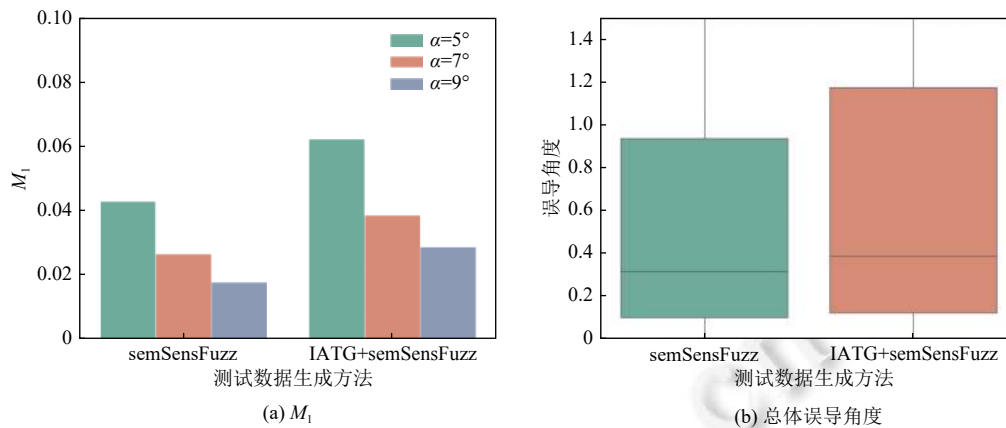 0.10
0.08
0.06
0.04
0.02
0
M₁
α=5°
α=7°
α=9°
semSensFuzz
IATG+semSensFuzz
测试数据生成方法
(a) M₁
1.4
1.2
1.0
0.8
0.6
0.4
0.2
0
误导角度
semSensFuzz
IATG+semSensFuzz
测试数据生成方法
(b) 总体误导角度